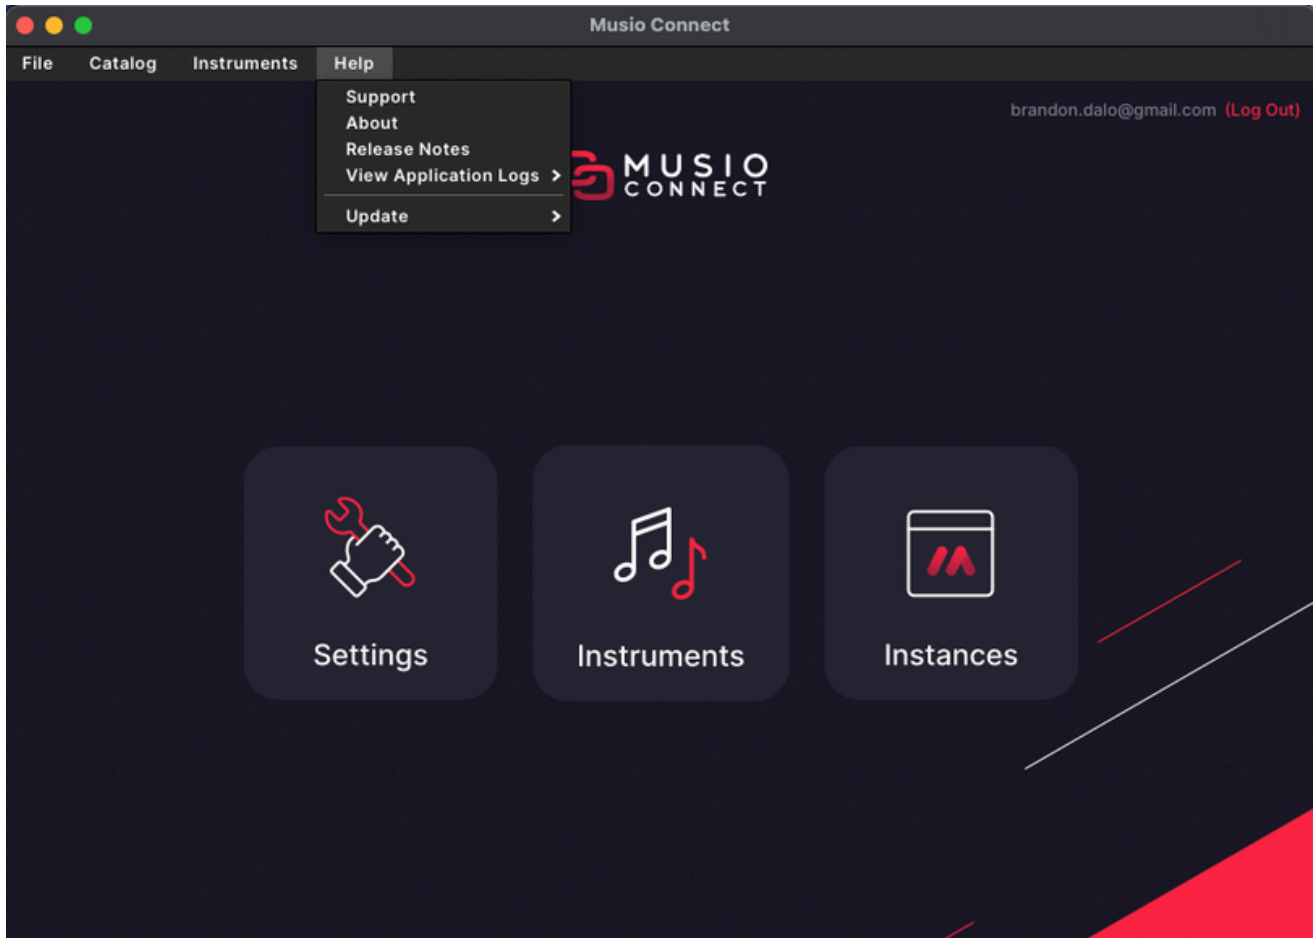 Musio Connect
File Catalog Instruments Help
Support
About
Release Notes
View Application Logs
Update
brandon.dalo@gmail.com (Log Out)
MUSIO
CONNECT
Settings Instruments Instances